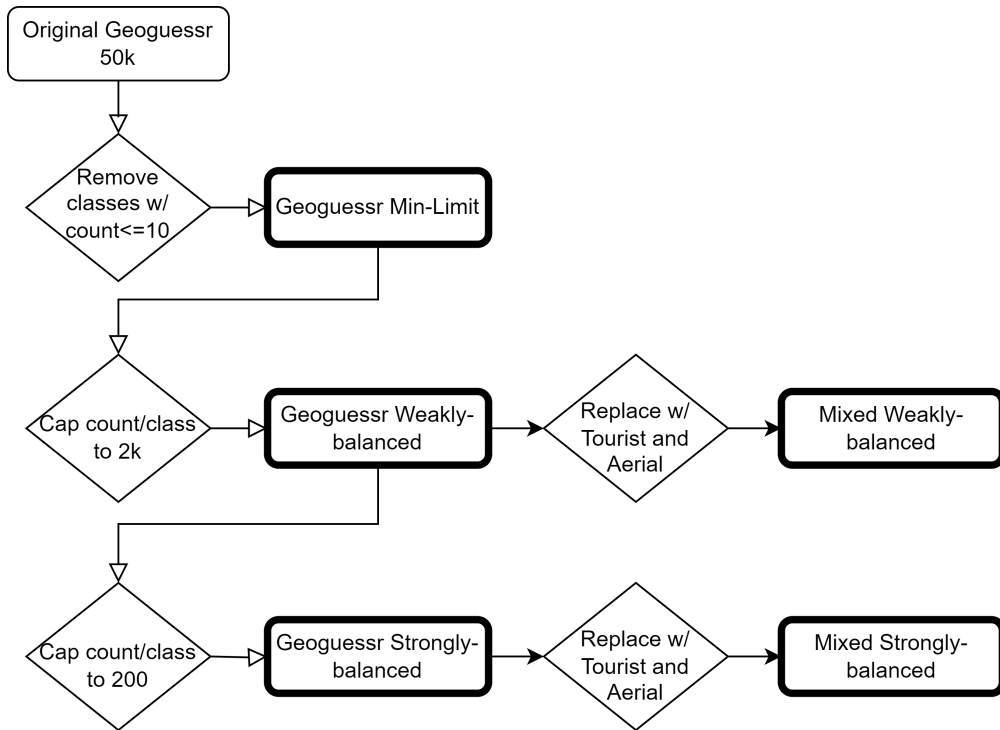 Original Geoguessr
50k
Remove
classes w/
count<=10
Geoguessr Min-Limit
Cap count/class
to 2k
Geoguessr Weakly-
balanced
Replace w/
Tourist and
Aerial
Mixed Weakly-
balanced
Cap count/class
to 200
Geoguessr Strongly-
balanced
Replace w/
Tourist and
Aerial
Mixed Strongly-
balanced